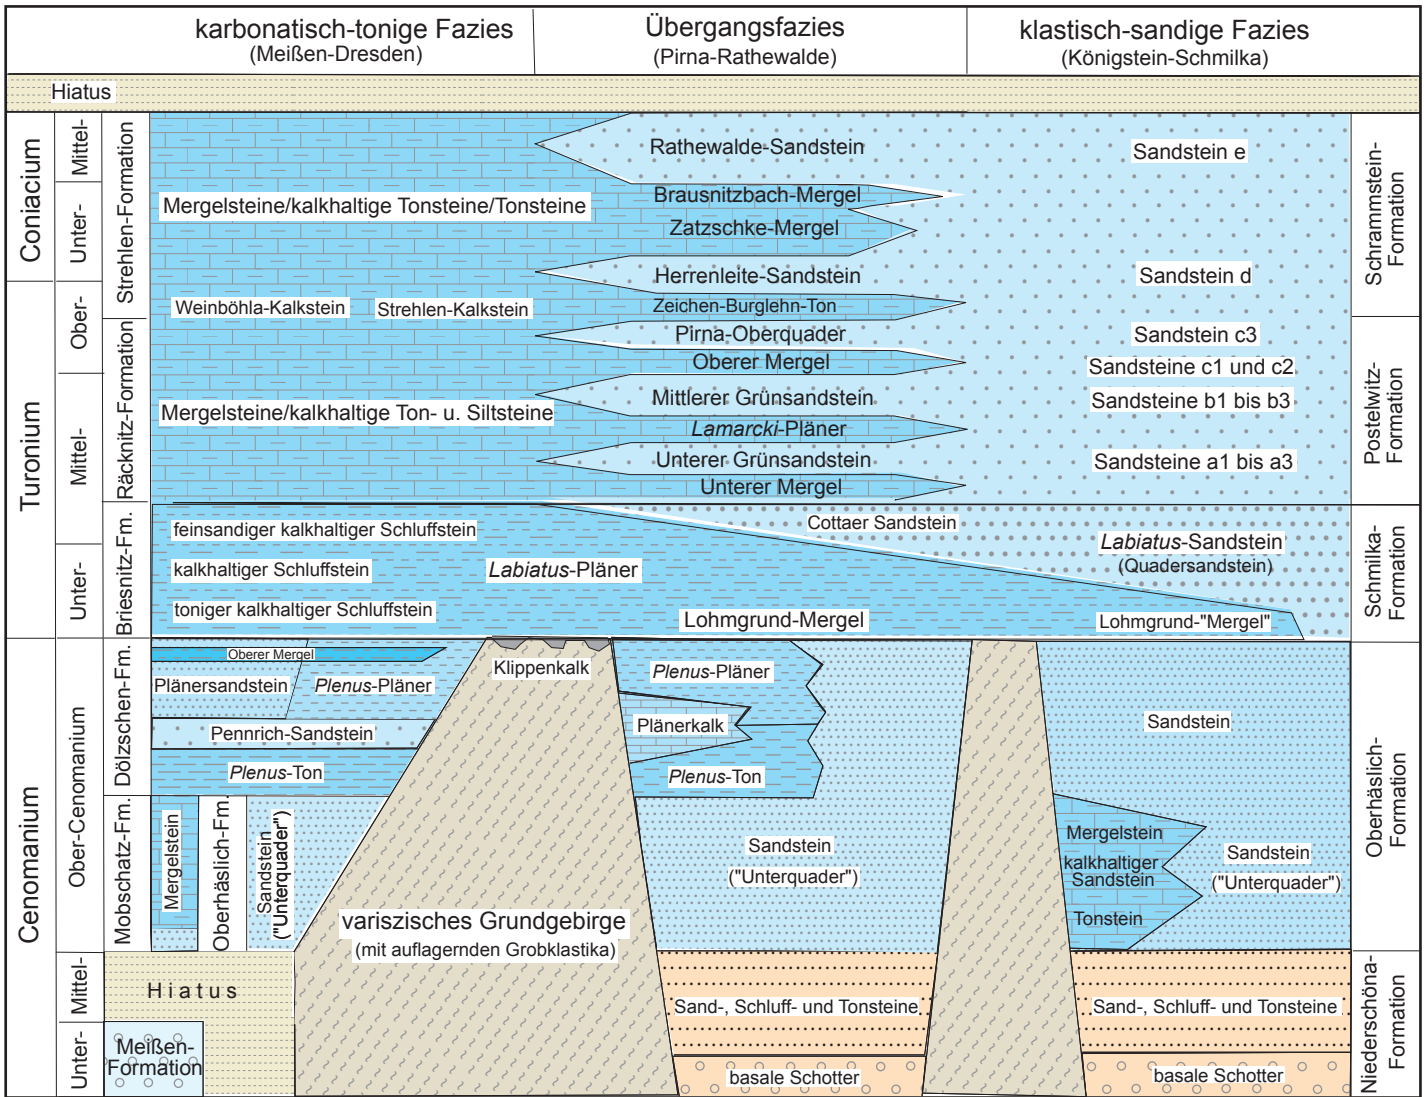 karbonatisch-tonige Fazies
(Meißen-Dresden)
Übergangsfazies
(Pirna-Rathewalde)
klastisch-sandige Fazies
(Königstein-Schmilka)
Hiatus
Coniacium
Mittel-
Unter-
Strehlen-Formation
Rathewalde-Sandstein
Sandstein e
Brausnitzbach-Mergel
Mergelsteine/kalkhaltige Tonsteine/Tonsteine
Zatzschke-Mergel
Herrenleite-Sandstein
Sandstein d
Schrammstein-
Formation
Turonium
Ober-
Mittel-
Unter-
Weinböhla-Kalkstein
Strehlen-Kalkstein
Zeichen-Burglehn-Ton
Räcknitz-Formation
Pirna-Oberquader
Sandstein c3
Oberer Mergel
Sandsteine c1 und c2
Mittlerer Grünsandstein
Sandsteine b1 bis b3
Mergelsteine/kalkhaltige Ton- u. Siltsteine
Lamarcki-Pläner
Unterer Grünsandstein
Sandsteine a1 bis a3
Unterer Mergel
Postelwitz-
Formation
Briesnitz-Fm.
feinsandiger kalkhaltiger Schluffstein
Cottaer Sandstein
Labiatus-Sandstein
(Quadersandstein)
kalkhaltiger Schluffstein
Labiatus-Pläner
toniger kalkhaltiger Schluffstein
Lohmgrund-Mergel
Lohmgrund-"Mergel"
Schmilka-
Formation
Cenomanium
Ober-Cenomanium
Mittel-
Unter-
Dölzschen-Fm.
Oberer Mergel
Plänersandstein
Plenus-Pläner
Pennrich-Sandstein
Plenus-Ton
Klippenkalk
Plenus-Pläner
Plänerkalk
Plenus-Ton
Sandstein
Mobschatz-Fm.
Mergelstein
Oberhäslich-Fm.
Sandstein
("Unterquader")
variszisches Grundgebirge
(mit auflagernden Grobklastika)
Sandstein
("Unterquader")
Mergelstein
kalkhaltiger
Sandstein
Tonstein
Sandstein
("Unterquader")
Oberhäslich-
Formation
Hiatus
Meißen-
Formation
Sand-, Schluff- und Tonsteine
basale Schotter
Sand-, Schluff- und Tonsteine
basale Schotter
Niederschöna-
Formation